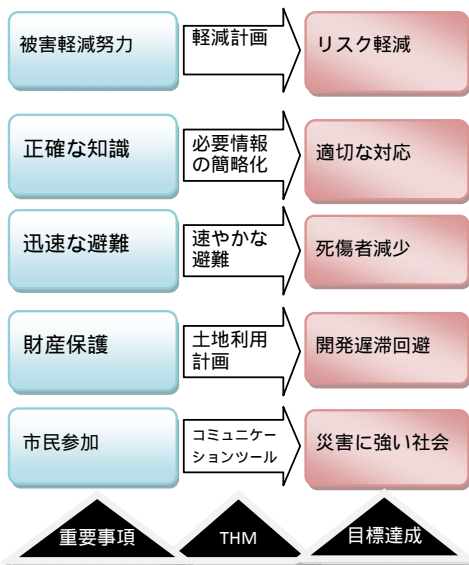 被害軽減努力
軽減計画
リスク軽減
正確な知識
必要情報
の簡略化
適切な対応
迅速な避難
速やかな
避難
死傷者減少
財産保護
土地利用
計画
開発遅滞回避
市民参加
コミュニケー
ションツール
災害に強い社会
重要事項
THM
目標達成